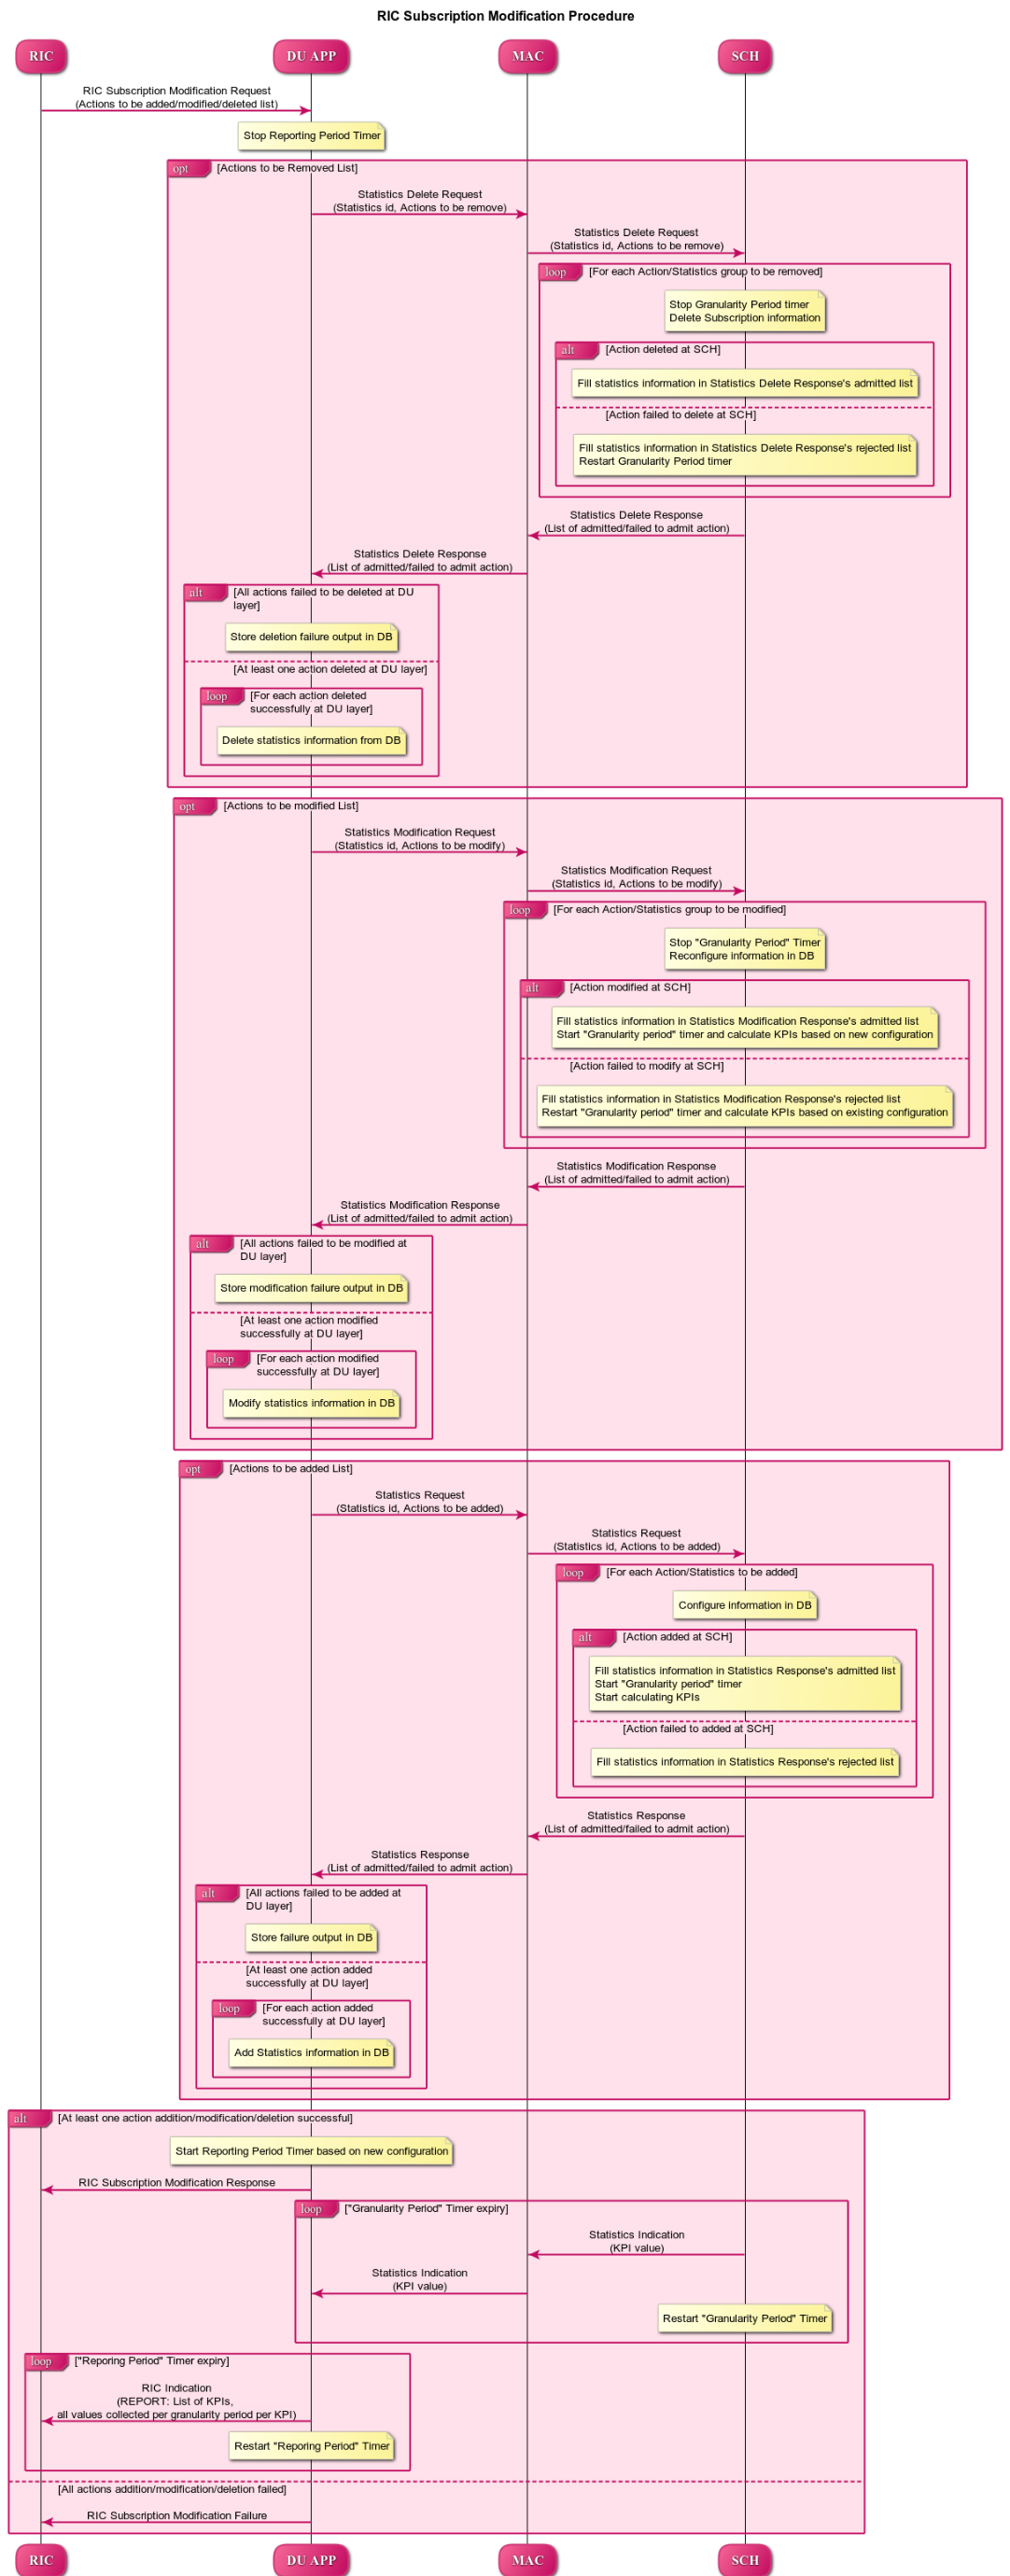 RIC Subscription Modification Procedure
RIC
DU APP
MAC
SCH
RIC Subscription Modification Request
(Actions to be added/modified/deleted list)
Stop Reporting Period Timer
opt
[Actions to be Removed List]
Statistics Delete Request
(Statistics id, Actions to be remove)
Statistics Delete Request
(Statistics id, Actions to be remove)
loop
[For each Action/Statistics group to be removed]
Stop Granularity Period timer
Delete Subscription information
alt
[Action deleted at SCH]
Fill statistics information in Statistics Delete Response's admitted list
[Action failed to delete at SCH]
Fill statistics information in Statistics Delete Response's rejected list
Restart Granularity Period timer
Statistics Delete Response
(List of admitted/failed to admit action)
Statistics Delete Response
(List of admitted/failed to admit action)
alt
[All actions failed to be deleted at DU
layer]
Store deletion failure output in DB
[At least one action deleted at DU layer]
loop
[For each action deleted
successfully at DU layer]
Delete statistics information from DB
opt
[Actions to be modified List]
Statistics Modification Request
(Statistics id, Actions to be modify)
Statistics Modification Request
(Statistics id, Actions to be modify)
loop
[For each Action/Statistics group to be modified]
Stop "Granularity Period" Timer
Reconfigure information in DB
alt
[Action modified at SCH]
Fill statistics information in Statistics Modification Response's admitted list
Start "Granularity period" timer and calculate KPIs based on new configuration
[Action failed to modify at SCH]
Fill statistics information in Statistics Modification Response's rejected list
Restart "Granularity period" timer and calculate KPIs based on existing configuration
Statistics Modification Response
(List of admitted/failed to admit action)
Statistics Modification Response
(List of admitted/failed to admit action)
alt
[All actions failed to be modified at
DU layer]
Store modification failure output in DB
[At least one action modified
successfully at DU layer]
loop
[For each action modified
successfully at DU layer]
Modify statistics information in DB
opt
[Actions to be added List]
Statistics Request
(Statistics id, Actions to be added)
Statistics Request
(Statistics id, Actions to be added)
loop
[For each Action/Statistics to be added]
Configure information in DB
alt
[Action added at SCH]
Fill statistics information in Statistics Response's admitted list
Start "Granularity period" timer
Start calculating KPIs
[Action failed to added at SCH]
Fill statistics information in Statistics Response's rejected list
Statistics Response
(List of admitted/failed to admit action)
Statistics Response
(List of admitted/failed to admit action)
alt
[All actions failed to be added at
DU layer]
Store failure output in DB
[At least one action added
successfully at DU layer]
loop
[For each action added
successfully at DU layer]
Add Statistics information in DB
alt
[At least one action addition/modification/deletion successful]
Start Reporting Period Timer based on new configuration
RIC Subscription Modification Response
loop
["Granularity Period" Timer expiry]
Statistics Indication
(KPI value)
Statistics Indication
(KPI value)
Restart "Granularity Period" Timer
loop
["Reporing Period" Timer expiry]
RIC Indication
(REPORT: List of KPIs,
all values collected per granularity period per KPI)
Restart "Reporing Period" Timer
[All actions addition/modification/deletion failed]
RIC Subscription Modification Failure
RIC
DU APP
MAC
SCH